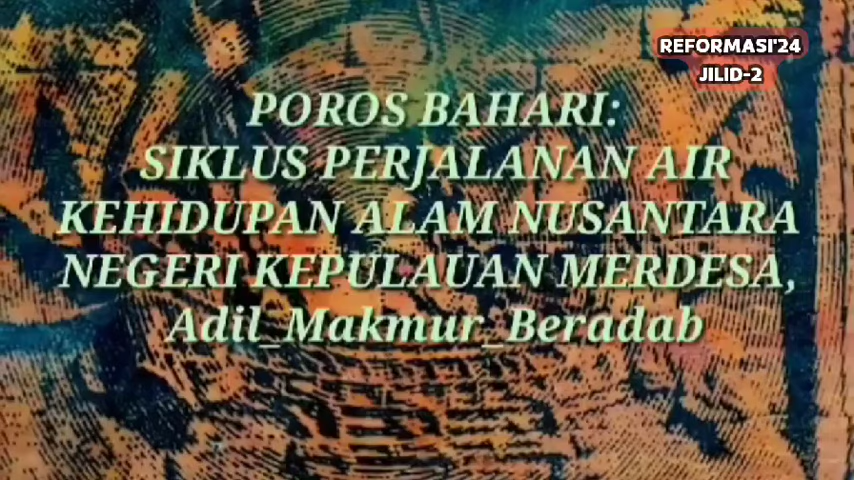 REFORMASI'24
JILID-2
POROS BAHARI:
SIKLUS PERJALANAN AIR
KEHIDUPAN ALAM NUSANTARA
NEGERI KEPULAUAN MERDESA,
Adil_Makmur_Beradab